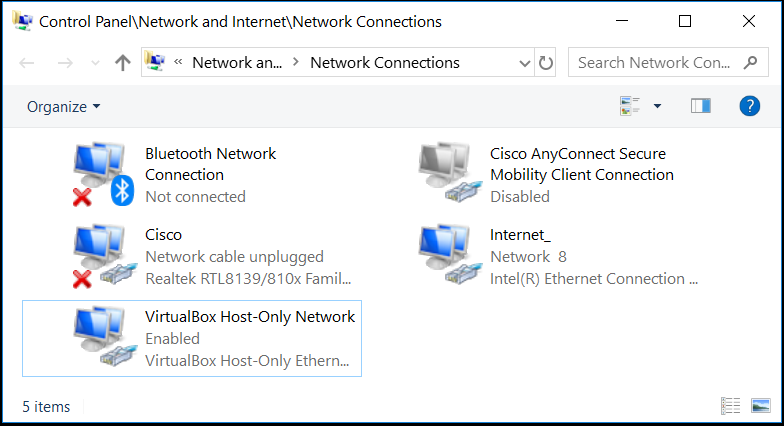 Control Panel\Network and Internet\Network Connections
« Network an... > Network Connections
Search Network Con...
Organize
?
Bluetooth Network
Connection
Not connected
Cisco AnyConnect Secure
Mobility Client Connection
Disabled
Cisco
Network cable unplugged
Realtek RTL8139/810x Famil...
Internet_
Network 8
Intel(R) Ethernet Connection ...
VirtualBox Host-Only Network
Enabled
VirtualBox Host-Only Ethern...
5 items